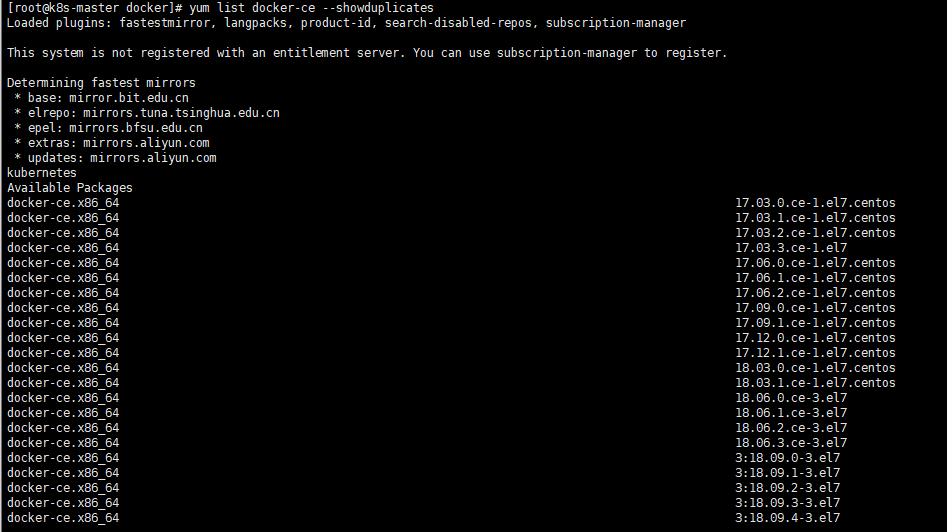 [root@k8s-master docker]# yum list docker-ce --showduplicates
Loaded plugins: fastestmirror, langpacks, product-id, search-disabled-repos, subscription-manager
This system is not registered with an entitlement server. You can use subscription-manager to register.
Determining fastest mirrors
 * base: mirror.bit.edu.cn
 * elrepo: mirrors.tuna.tsinghua.edu.cn
 * epel: mirrors.bfsu.edu.cn
 * extras: mirrors.aliyun.com
 * updates: mirrors.aliyun.com
kubernetes
Available Packages
docker-ce.x86_64 17.03.0.ce-1.el7.centos
docker-ce.x86_64 17.03.1.ce-1.el7.centos
docker-ce.x86_64 17.03.2.ce-1.el7.centos
docker-ce.x86_64 17.03.3.ce-1.el7
docker-ce.x86_64 17.06.0.ce-1.el7.centos
docker-ce.x86_64 17.06.1.ce-1.el7.centos
docker-ce.x86_64 17.06.2.ce-1.el7.centos
docker-ce.x86_64 17.09.0.ce-1.el7.centos
docker-ce.x86_64 17.09.1.ce-1.el7.centos
docker-ce.x86_64 17.12.0.ce-1.el7.centos
docker-ce.x86_64 17.12.1.ce-1.el7.centos
docker-ce.x86_64 18.03.0.ce-1.el7.centos
docker-ce.x86_64 18.03.1.ce-1.el7.centos
docker-ce.x86_64 18.06.0.ce-3.el7
docker-ce.x86_64 18.06.1.ce-3.el7
docker-ce.x86_64 18.06.2.ce-3.el7
docker-ce.x86_64 18.06.3.ce-3.el7
docker-ce.x86_64 3:18.09.0-3.el7
docker-ce.x86_64 3:18.09.1-3.el7
docker-ce.x86_64 3:18.09.2-3.el7
docker-ce.x86_64 3:18.09.3-3.el7
docker-ce.x86_64 3:18.09.4-3.el7